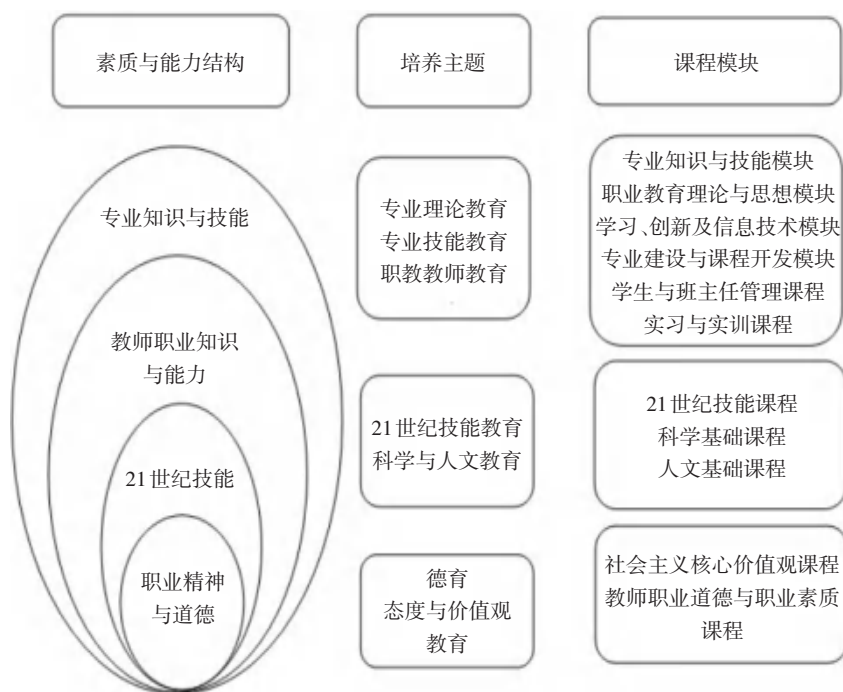 素质与能力结构
培养主题
课程模块
专业知识与技能
教师职业知识
与能力
21世纪技能
职业精神
与道德
专业理论教育
专业技能教育
职教教师教育
21世纪技能教育
科学与人文教育
德育
态度与价值观
教育
专业知识与技能模块
职业教育理论与思想模块
学习、创新及信息技术模块
专业建设与课程开发模块
学生与班主任管理课程
实习与实训课程
21世纪技能课程
科学基础课程
人文基础课程
社会主义核心价值观课程
教师职业道德与职业素质
课程